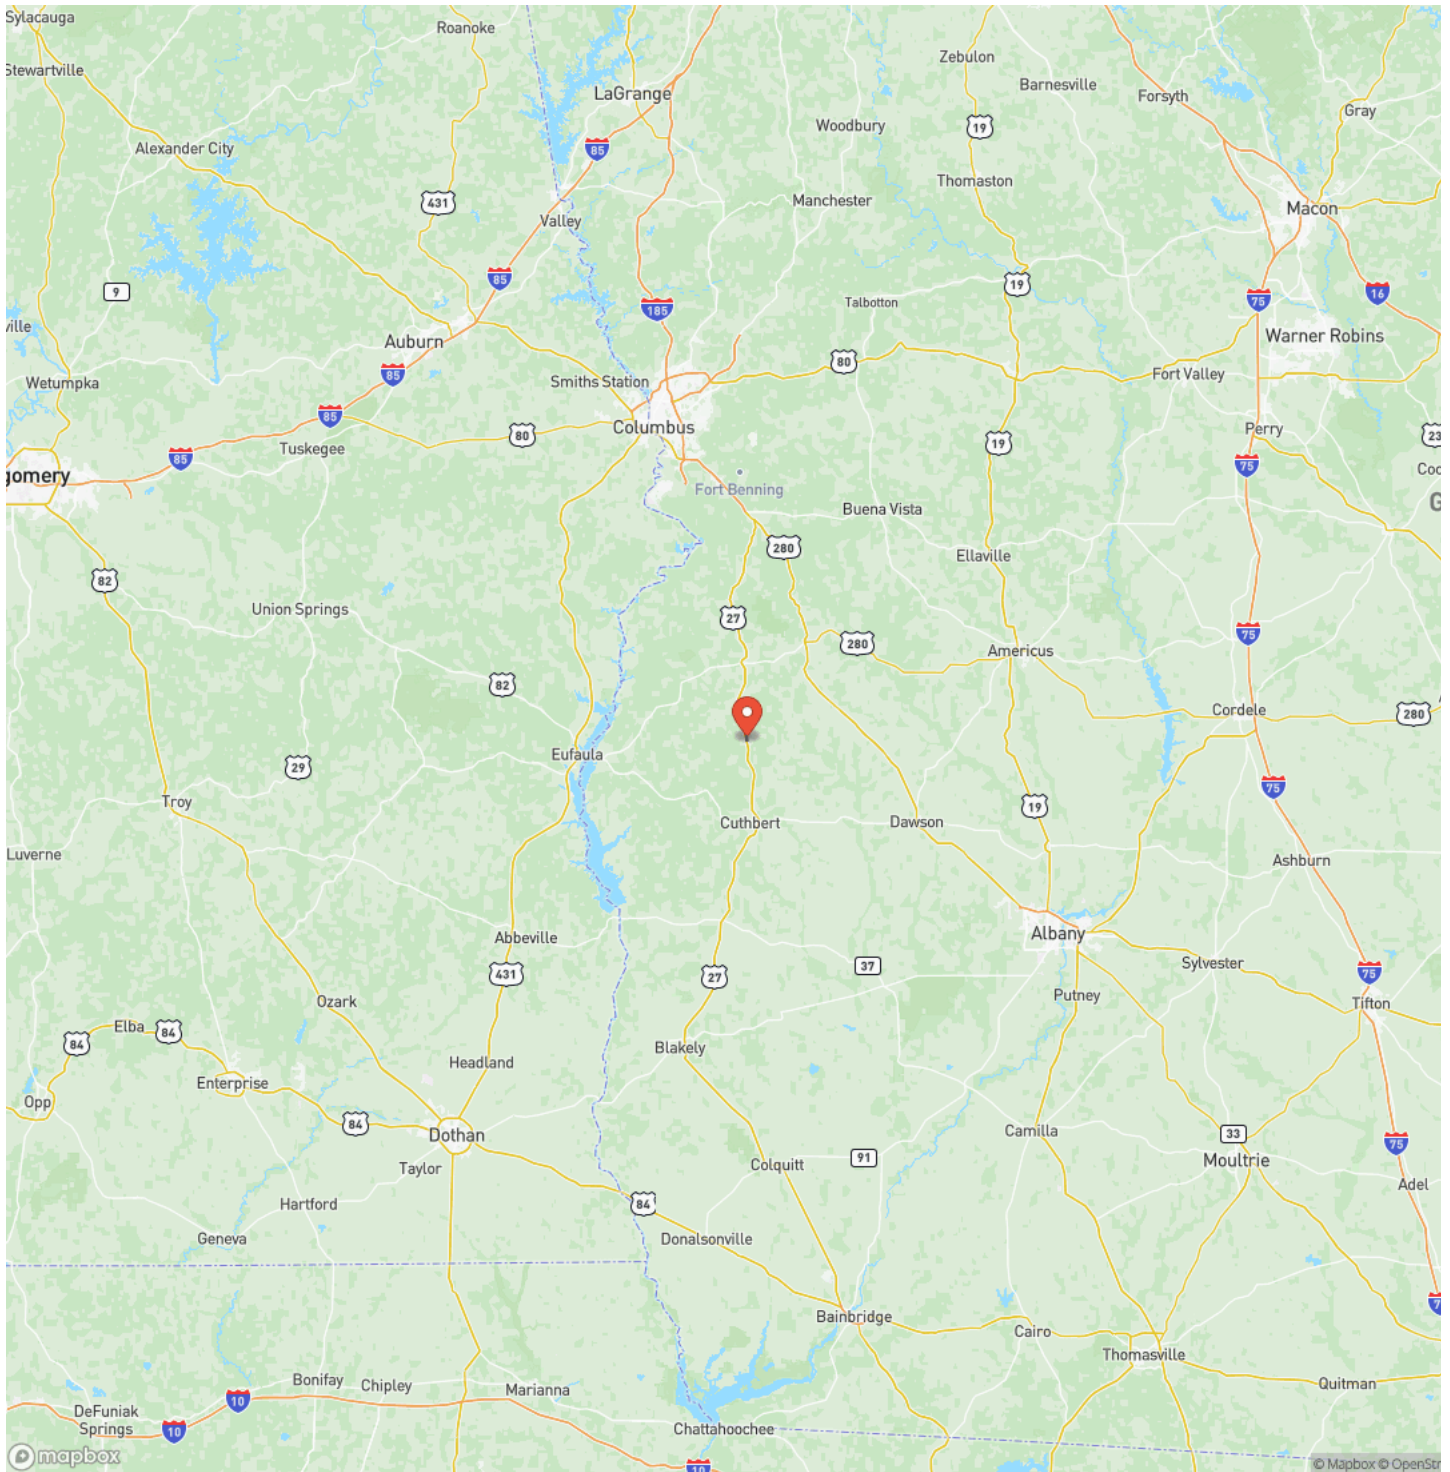 Sylacauga
Roanoke
Zebulon
Stewartville
Barnesville
LaGrange
Forsyth
Gray
Woodbury
19
Alexander City
85
Thomaston
431
Manchester
Macon
Valley
85
19
9
185
Talbotton
75
16
ville
Auburn
Warner Robins
80
85
Smiths Station
Fort Valley
Wetumpka
85
Columbus
Perry
80
19
23
Tuskegee
85
75
gomery
Coc
Fort Benning
G
Buena Vista
280
Ellaville
82
Union Springs
27
75
280
Americus
82
Cordele
280
Eufaula
29
75
Troy
19
Cuthbert
Dawson
Luverne
Ashburn
Albany
Abbeville
37
Sylvester
431
27
75
Ozark
Putney
Tifton
Elba
84
84
Blakely
Headland
Enterprise
Opp
84
Camilla
33
Dothan
75
91
Moultrie
Taylor
Colquitt
Adel
Hartford
84
Geneva
Donalsonville
7
Bainbridge
Cairo
Thomasville
Bonifay
Chipley
Marianna
Quitman
10
DeFuniak
Springs
10
Chattahoochee
mapbox
10
© Mapbox © OpenStr